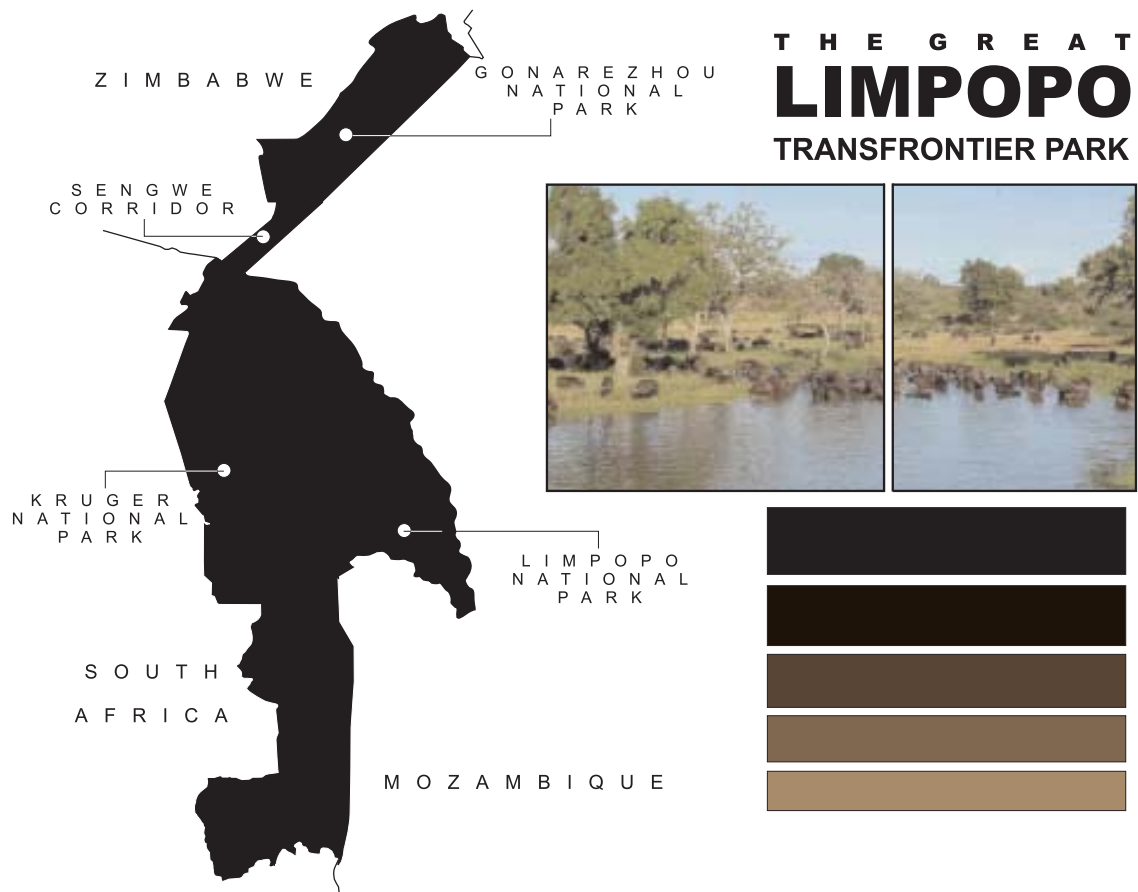 THE GREAT
LIMPOPO
TRANSFRONTIER PARK
ZIMBABWE
GONAREZHOU
NATIONAL
PARK
SENGWE
CORRIDOR
KRUGER
NATIONAL
PARK
LIMPOPO
NATIONAL
PARK
SOUTH
AFRICA
MOZAMBIQUE